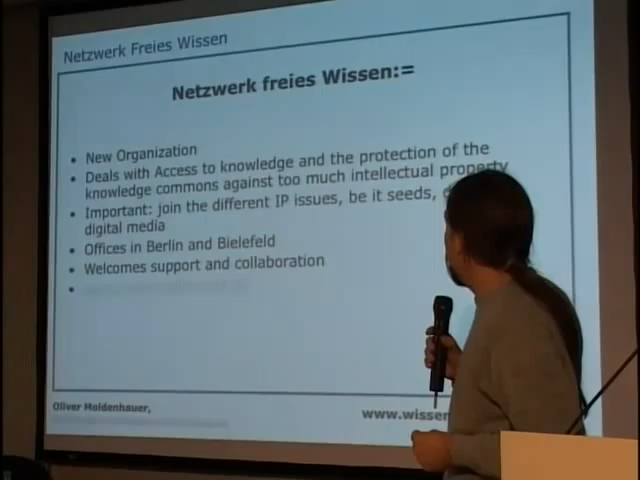 Netzwerk Freies Wissen
Netzwerk freies Wissen:=
• New Organization
• Deals with Access to knowledge and the protection of the
knowledge commons against too much intellectual property
• Important: join the different IP issues, be it seeds,
digital media
• Offices in Berlin and Bielefeld
• Welcomes support and collaboration
•
Oliver Moldenhauer,
www.wissen